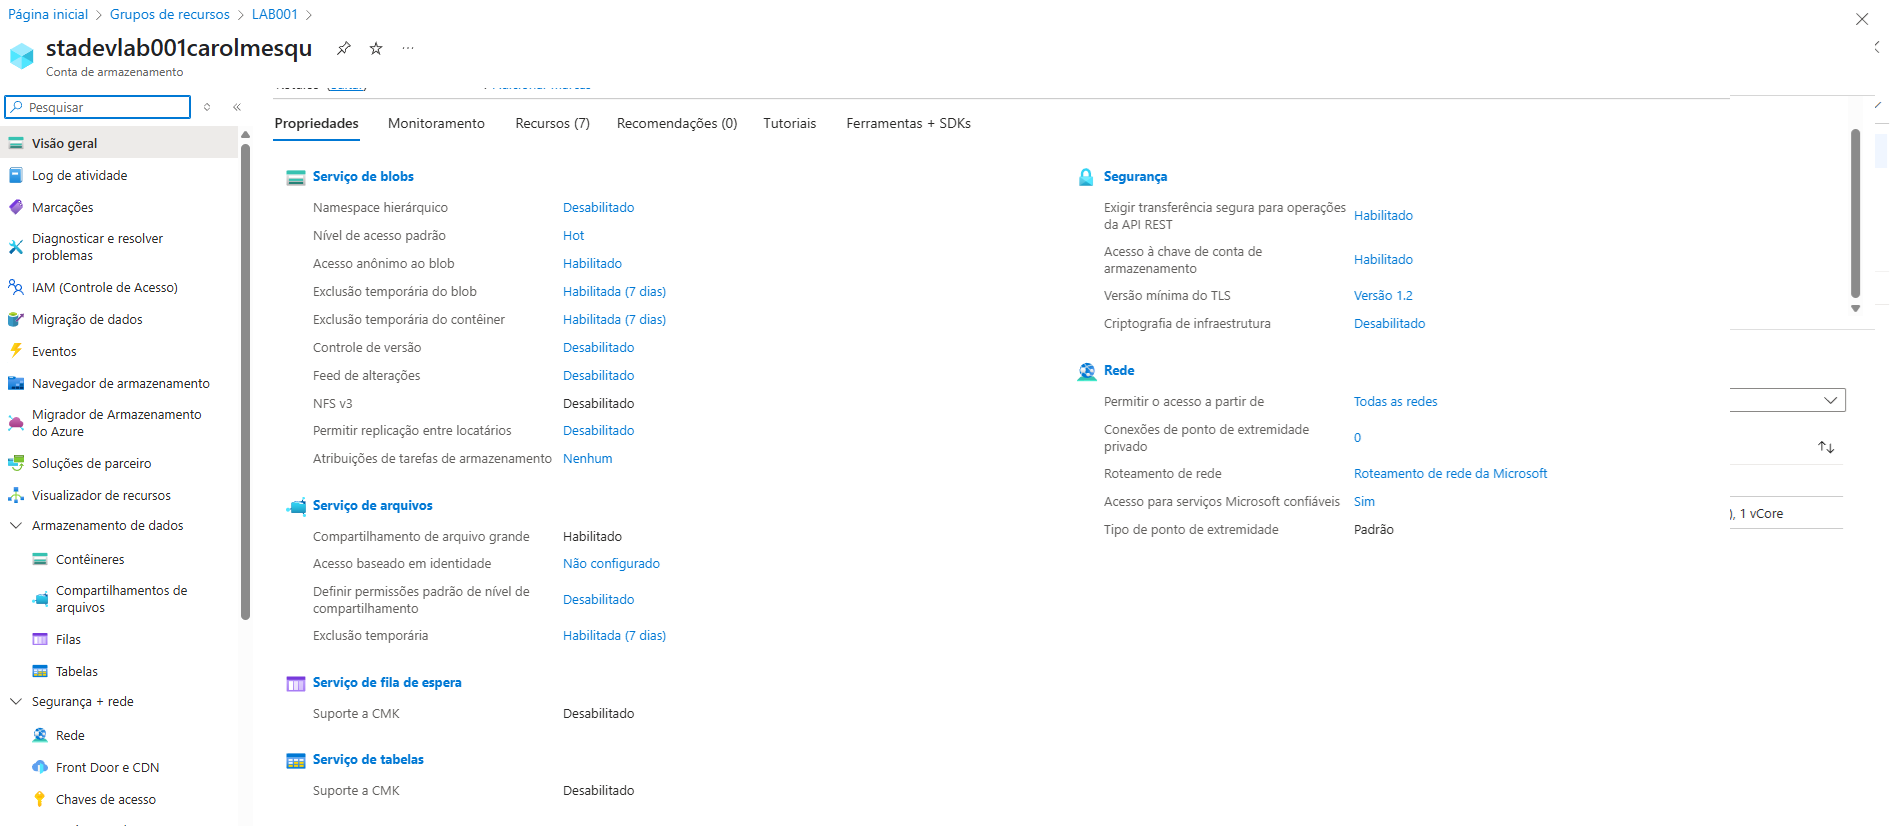 Página inicial > Grupos de recursos > LAB001 >
stadevlab001carolmesqu
Conta de armazenamento
Pesquisar
Visão geral
Log de atividade
Marcações
Diagnosticar e resolver
problemas
IAM (Controle de Acesso)
Migração de dados
Eventos
Navegador de armazenamento
Migrador de Armazenamento
do Azure
Soluções de parceiro
Visualizador de recursos
Armazenamento de dados
Contêineres
Compartilhamentos de
arquivos
Filas
Tabelas
Segurança + rede
Rede
Front Door e CDN
Chaves de acesso
Propriedades Monitoramento Recursos (7) Recomendações (0) Tutoriais Ferramentas + SDKs
Serviço de blobs
Namespace hierárquico Desabilitado
Nível de acesso padrão Hot
Acesso anônimo ao blob Habilitado
Exclusão temporária do blob Habilitada (7 dias)
Exclusão temporária do contêiner Habilitada (7 dias)
Controle de versão Desabilitado
Feed de alterações Desabilitado
NFS v3 Desabilitado
Permitir replicação entre locatários Desabilitado
Atribuições de tarefas de armazenamento Nenhum
Serviço de arquivos
Compartilhamento de arquivo grande Habilitado
Acesso baseado em identidade Não configurado
Definir permissões padrão de nível de
compartilhamento Desabilitado
Exclusão temporária Habilitada (7 dias)
Serviço de fila de espera
Suporte a CMK Desabilitado
Serviço de tabelas
Suporte a CMK Desabilitado
Segurança
Exigir transferência segura para operações
da API REST Habilitado
Acesso à chave de conta de
armazenamento Habilitado
Versão mínima do TLS Versão 1.2
Criptografia de infraestrutura Desabilitado
Rede
Permitir o acesso a partir de Todas as redes
Conexões de ponto de extremidade
privado 0
Roteamento de rede Roteamento de rede da Microsoft
Acesso para serviços Microsoft confiáveis Sim
Tipo de ponto de extremidade Padrão
), 1 vCore